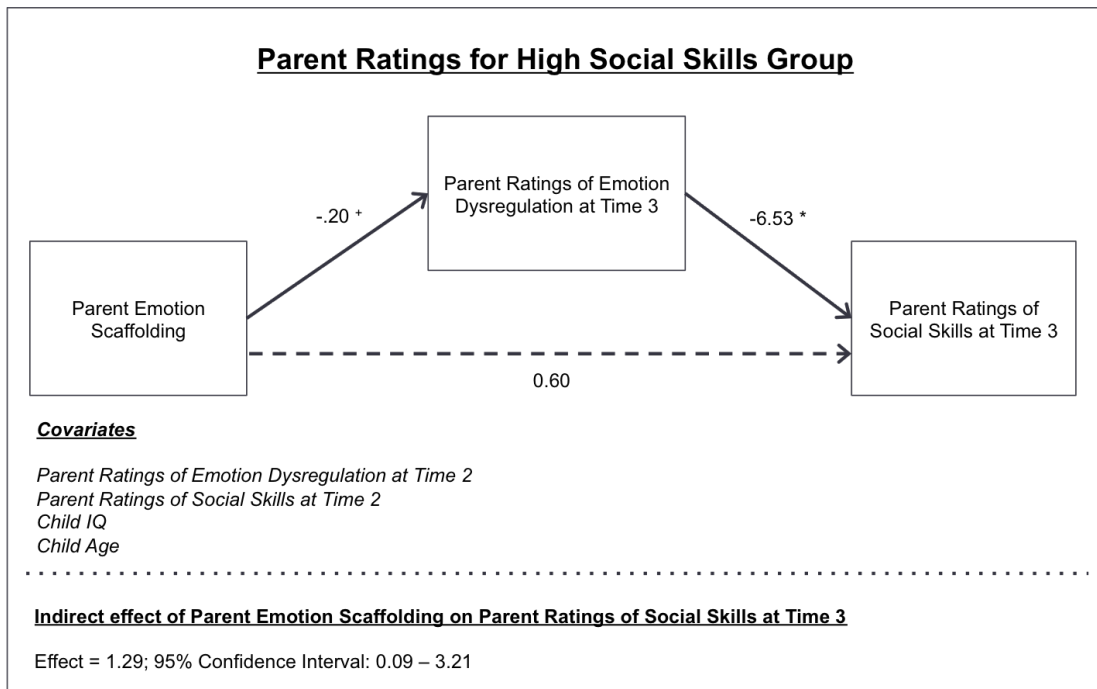 Parent Ratings for High Social Skills Group
Parent Ratings of Emotion
Dysregulation at Time 3
-.20 +
-6.53 *
Parent Emotion
Scaffolding
Parent Ratings of
Social Skills at Time 3
0.60
Covariates
Parent Ratings of Emotion Dysregulation at Time 2
Parent Ratings of Social Skills at Time 2
Child IQ
Child Age
Indirect effect of Parent Emotion Scaffolding on Parent Ratings of Social Skills at Time 3
Effect = 1.29; 95% Confidence Interval: 0.09 – 3.21